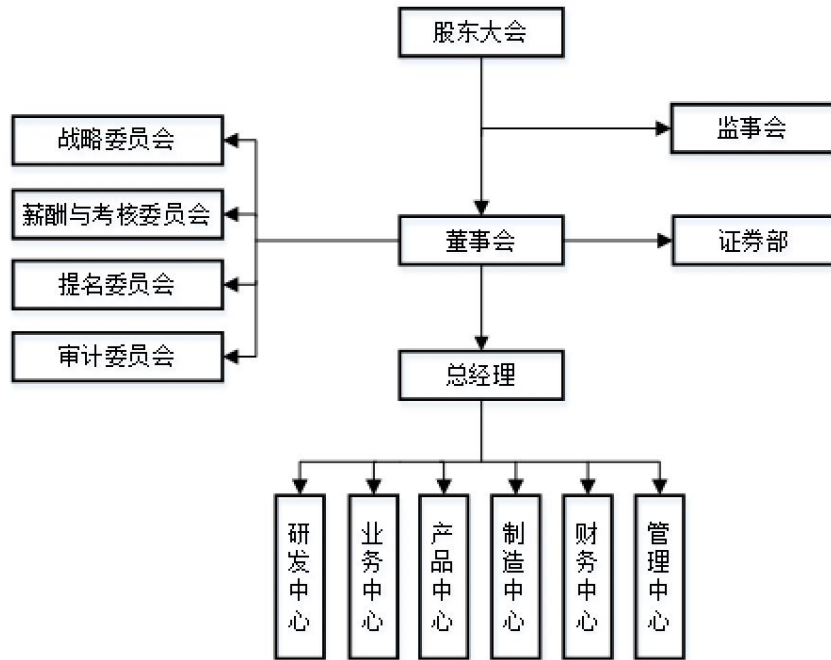 股东大会
监事会
战略委员会
薪酬与考核委员会
董事会
证券部
提名委员会
审计委员会
总经理
研发中心
业务中心
产品中心
制造中心
财务中心
管理中心